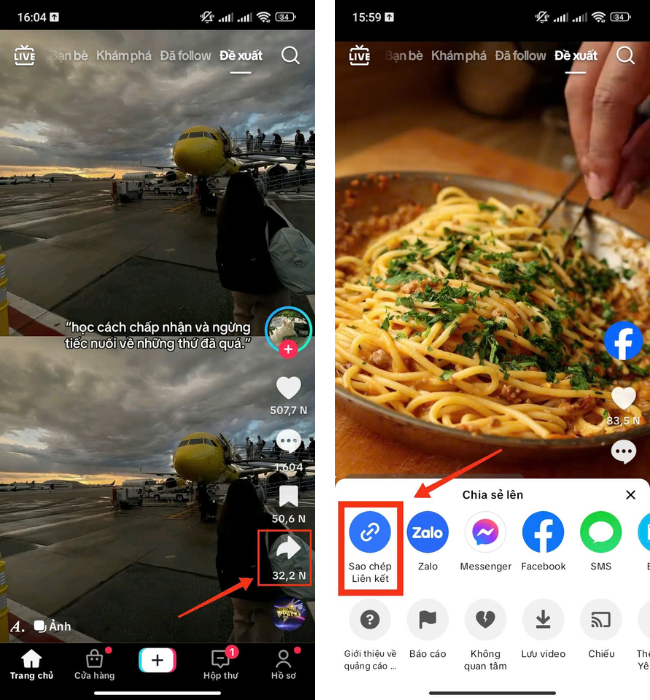 16:04
34
LIVE
Bạn bè
Khám phá
Đã follow
Đề xuất
“học cách chấp nhận và ngừng
tiếc nuối về những thứ đã quá.”
507,7 N
1.604
50,6 N
32,2 N
A.
Ảnh
Trang chủ
Cửa hàng
1
Hộp thư
Hồ sơ
15:59
34
LIVE
Bạn bè
Khám phá
Đã follow
Đề xuất
83,5 N
Chia sẻ lên
Zalo
Sao chép
Liên kết
Zalo
Messenger
Facebook
SMS
Giới thiệu về
quảng cáo ...
Báo cáo
Không
quan tâm
Lưu video
Chiếu